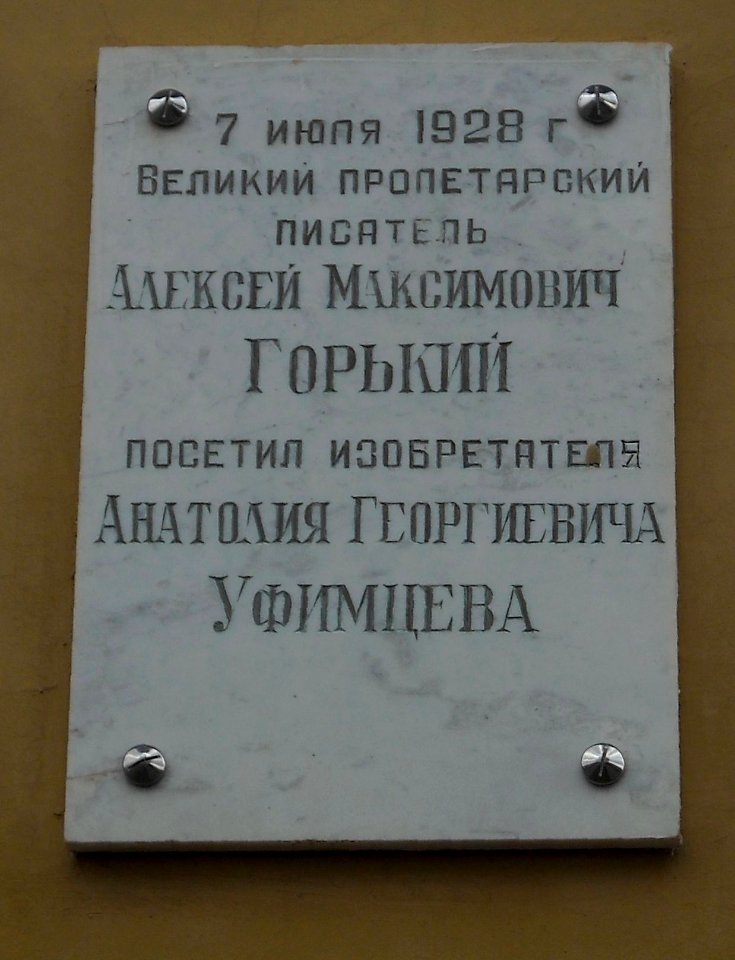 7 июля 1928 г
Великий пролетарский
писатель
Алексей Максимович
Горький
посетил изобретателя
Анатолия Георгиевича
Уфимцева